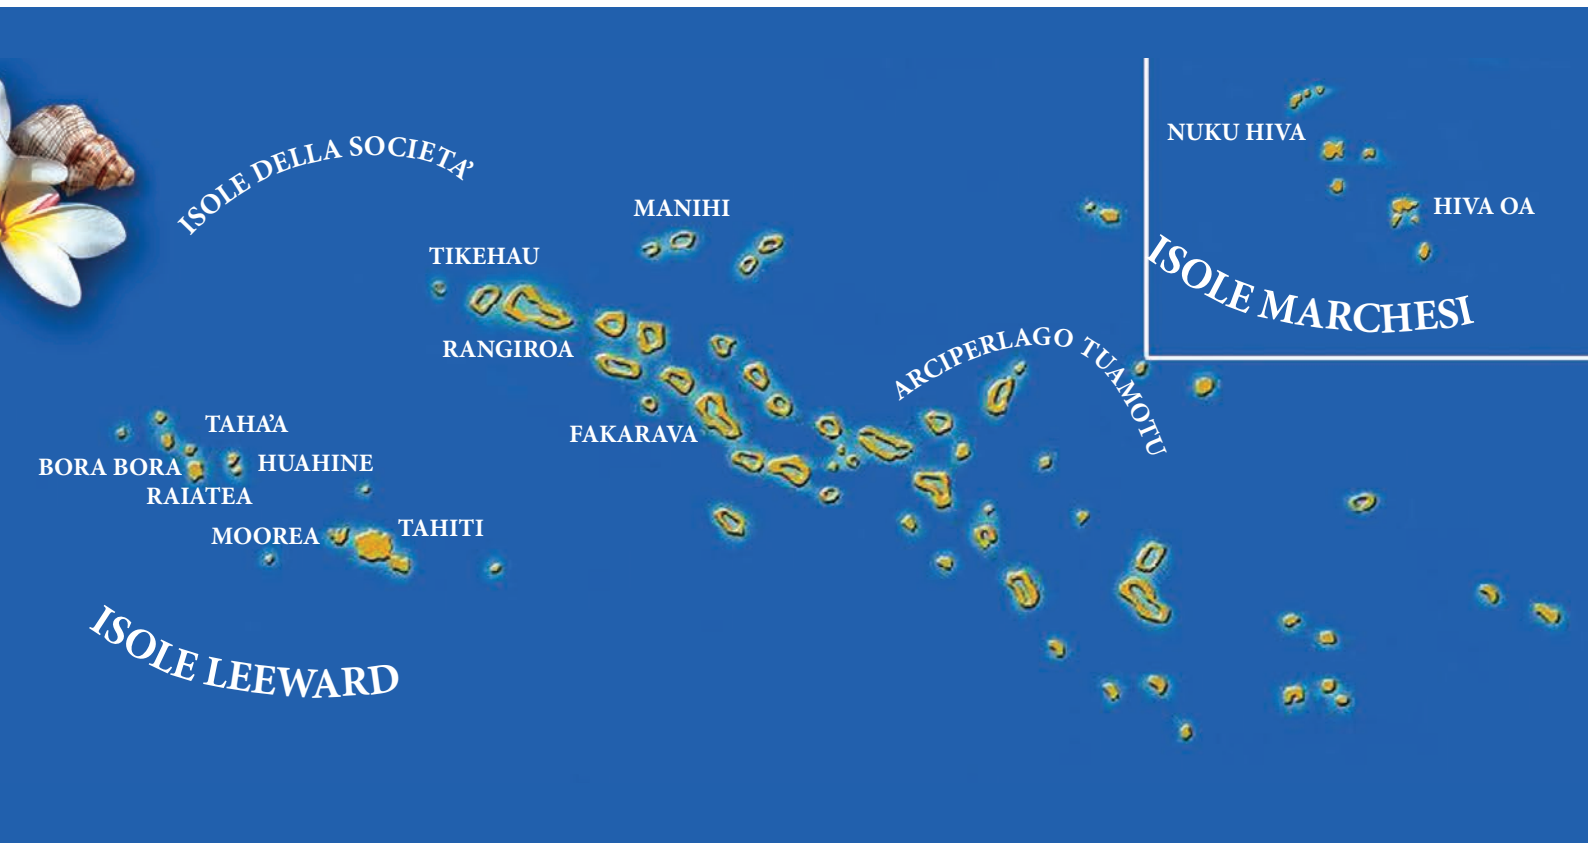 NUKU HIVA
ISOLE DELLA SOCIETA'
HIVA OA
MANIHI
ISOLE MARCHESI
TIKEHAU
RANGIROA
ARCIPERLAGO TUAMOTU
TAHA'A
FAKARAVA
BORA BORA
HUAHINE
RAIATEA
MOOREA
TAHITI
ISOLE LEEWARD